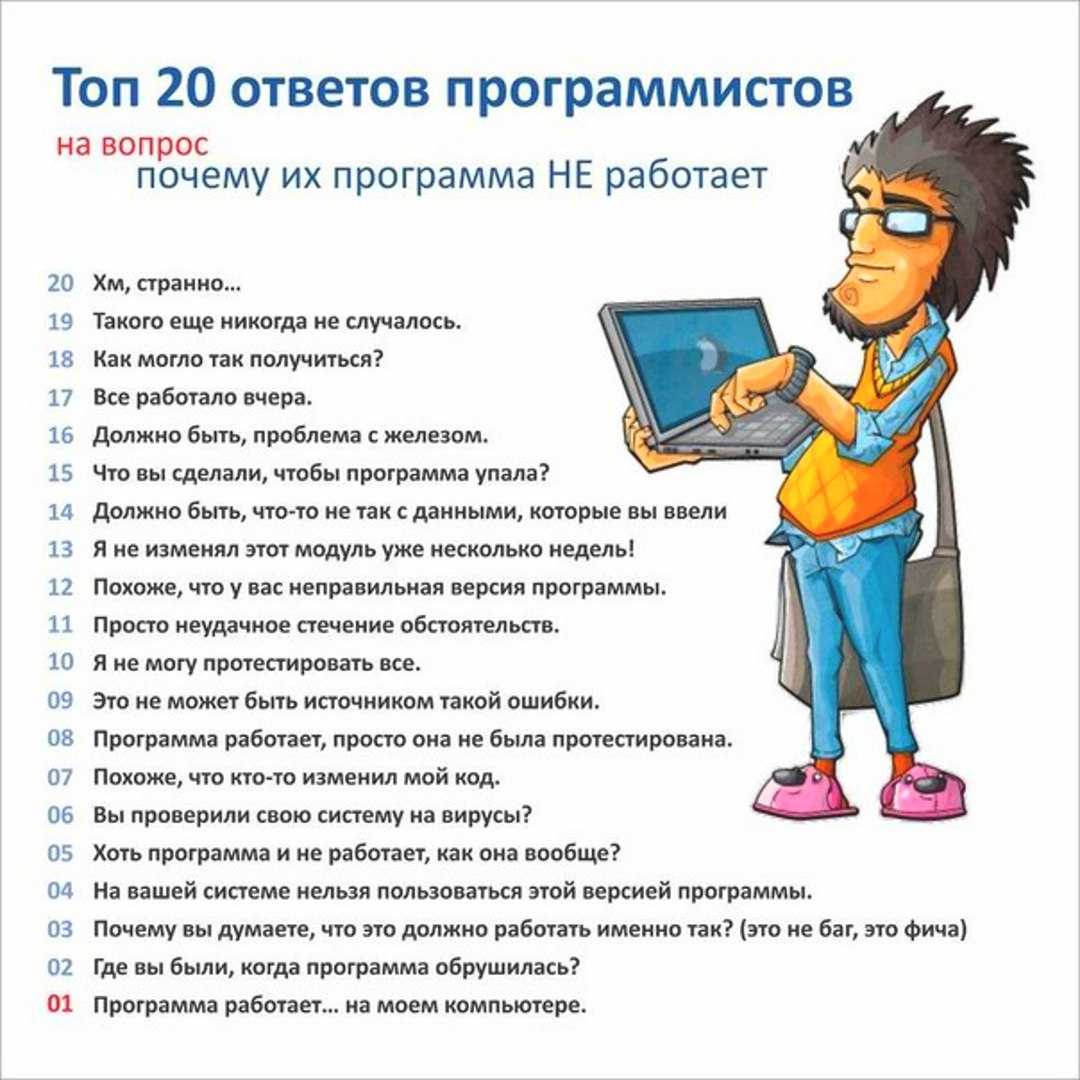 Топ 20 ответов программистов
на вопрос
почему их программа НЕ работает
20 Хм, странно...
19 Такого еще никогда не случалось.
18 Как могло так получиться?
17 Все работало вчера.
16 Должно быть, проблема с железом.
15 Что вы сделали, чтобы программа упала?
14 Должно быть, что-то не так с данными, которые вы ввели
13 Я не изменял этот модуль уже несколько недель!
12 Похоже, что у вас неправильная версия программы.
11 Просто неудачное стечение обстоятельств.
10 Я не могу протестировать все.
09 Это не может быть источником такой ошибки.
08 Программа работает, просто она не была протестирована.
07 Похоже, что кто-то изменил мой код.
06 Вы проверили свою систему на вирусы?
05 Хоть программа и не работает, как она вообще?
04 На вашей системе нельзя пользоваться этой версией программы.
03 Почему вы думаете, что это должно работать именно так? (это не баг, это фича)
02 Где вы были, когда программа обрушилась?
01 Программа работает... на моем компьютере.